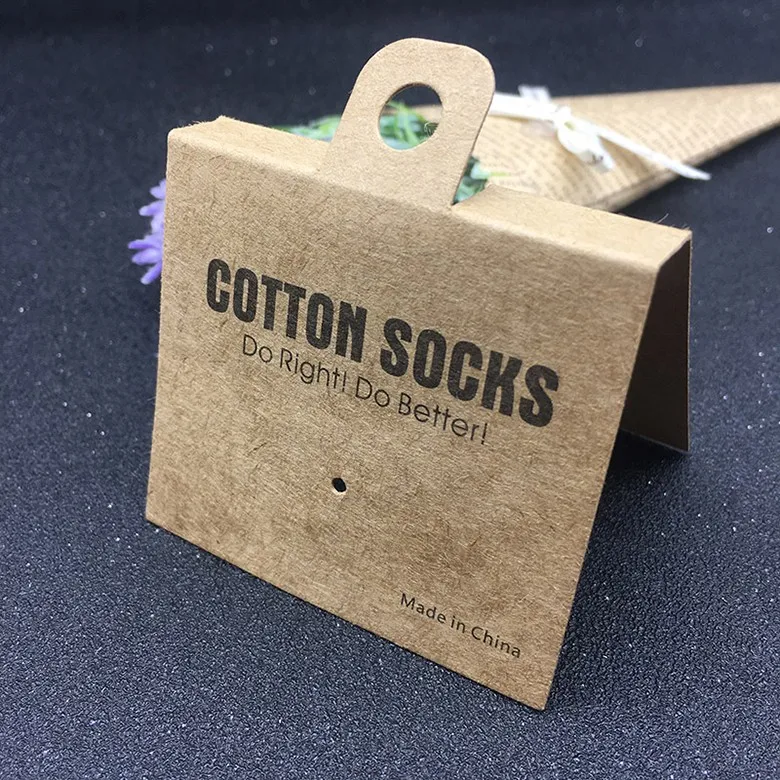 COTTON SOCKS
Do Right! Do Better!
Made in China